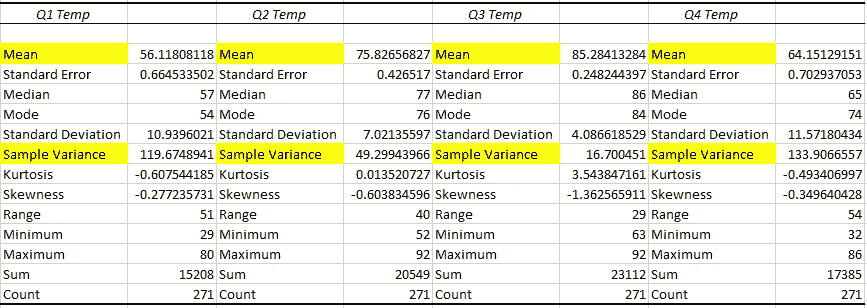 Q1 Temp Q2 Temp Q3 Temp Q4 Temp
Mean 56.11808118 Mean 75.82656827 Mean 85.28413284 Mean 64.15129151
Standard Error 0.664533502 Standard Error 0.426517 Standard Error 0.248244397 Standard Error 0.702937053
Median 57 Median 77 Median 86 Median 65
Mode 54 Mode 76 Mode 84 Mode 74
Standard Deviation 10.9396021 Standard Deviation 7.02135597 Standard Deviation 4.086618529 Standard Deviation 11.57180434
Sample Variance 119.6748941 Sample Variance 49.29943966 Sample Variance 16.700451 Sample Variance 133.9066557
Kurtosis -0.607544185 Kurtosis 0.013520727 Kurtosis 3.543847161 Kurtosis -0.493406997
Skewness -0.277235731 Skewness -0.603834596 Skewness -1.362565911 Skewness -0.349640428
Range 51 Range 40 Range 29 Range 54
Minimum 29 Minimum 52 Minimum 63 Minimum 32
Maximum 80 Maximum 92 Maximum 92 Maximum 86
Sum 15208 Sum 20549 Sum 23112 Sum 17385
Count 271 Count 271 Count 271 Count 271